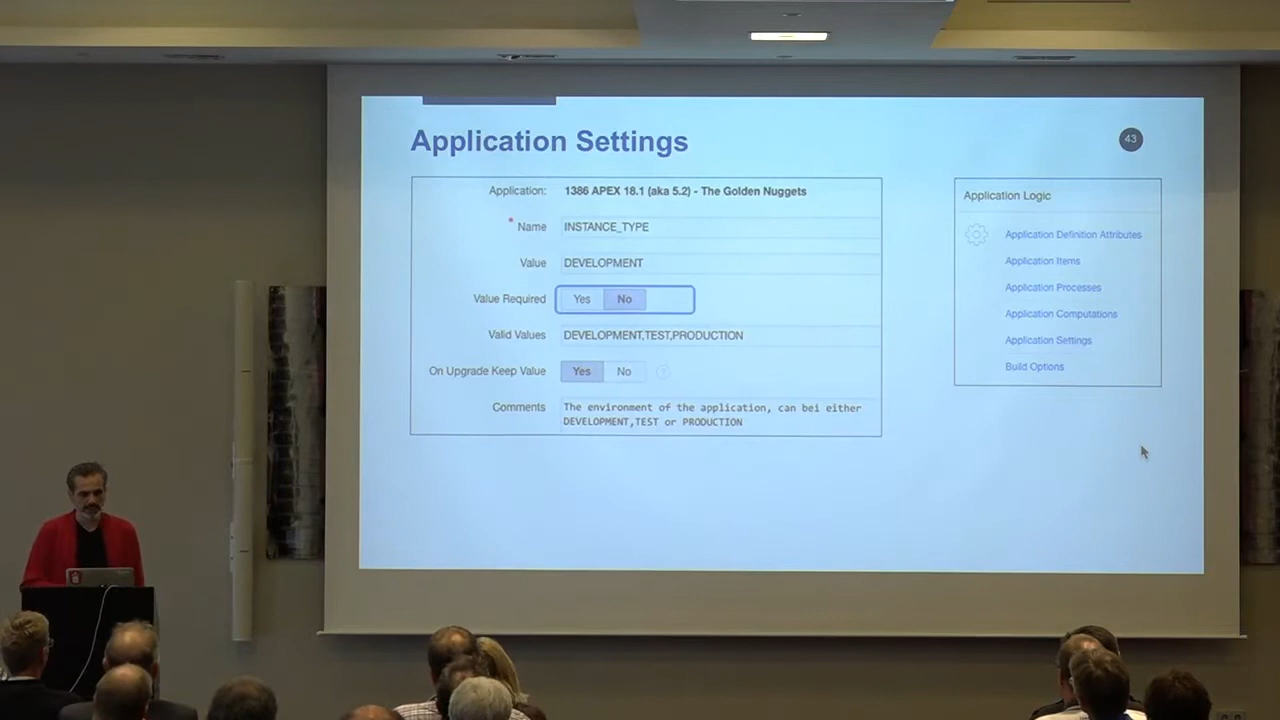 Application Settings
43
Application: 1386 APEX 18.1 (aka 5.2) - The Golden Nuggets
* Name INSTANCE_TYPE
Value DEVELOPMENT
Value Required Yes No
Valid Values DEVELOPMENT,TEST,PRODUCTION
On Upgrade Keep Value Yes No ?
Comments The environment of the application, can bei either
DEVELOPMENT,TEST or PRODUCTION
Application Logic
Application Definition Attributes
Application Items
Application Processes
Application Computations
Application Settings
Build Options